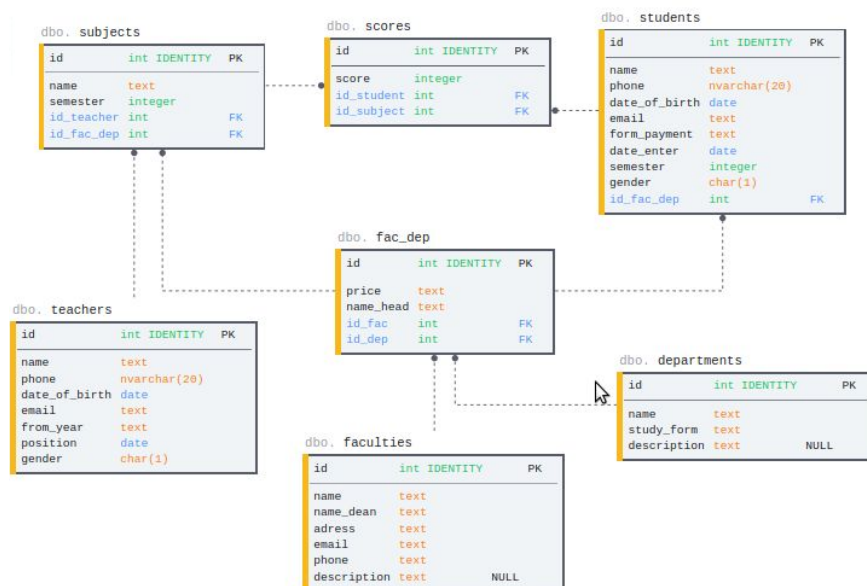 dbo. subjects
id int IDENTITY PK
name text
semester integer
id_teacher int FK
id_fac_dep int FK
dbo. scores
id int IDENTITY PK
score integer
id_student int FK
id_subject int FK
dbo. students
id int IDENTITY PK
name text
phone nvarchar(20)
date_of_birth date
email text
form_payment text
date_enter date
semester integer
gender char(1)
id_fac_dep int FK
dbo. fac_dep
id int IDENTITY PK
price text
name_head text
id_fac int FK
id_dep int FK
dbo. teachers
id int IDENTITY PK
name text
phone nvarchar(20)
date_of_birth date
email text
from_year text
position date
gender char(1)
dbo. departments
id int IDENTITY PK
name text
study_form text
description text NULL
dbo. faculties
id int IDENTITY PK
name text
name_dean text
adress text
email text
phone text
description text NULL